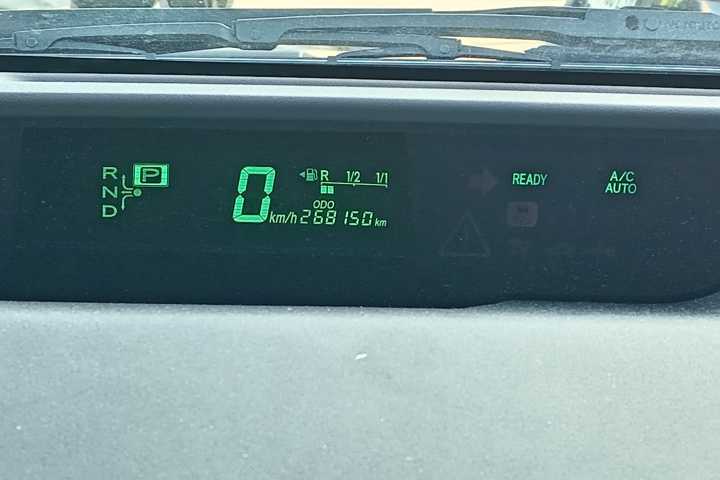 R
P
N
D
0 km/h
R 1/2 1/1
ODO
268150 km
READY
A/C
AUTO